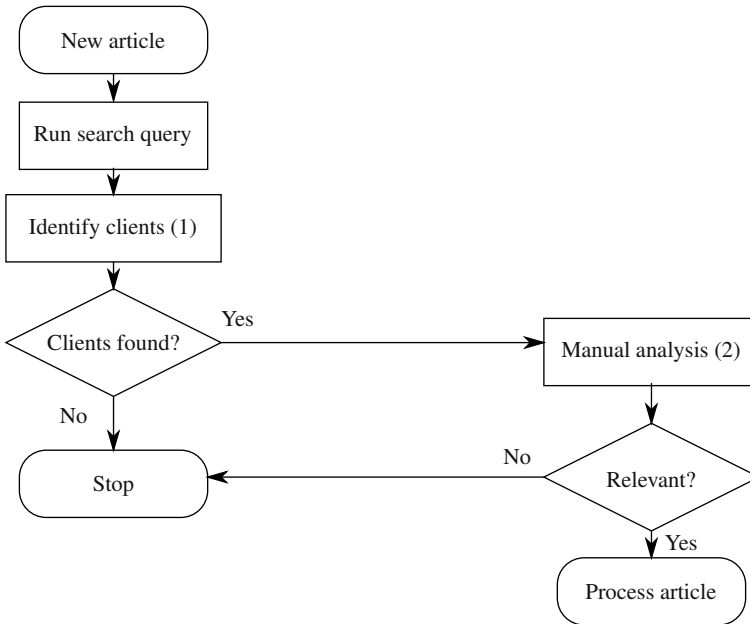 New article
Run search query
Identify clients (1)
Clients found?
Yes
Manual analysis (2)
No
Stop
No
Relevant?
Yes
Process article